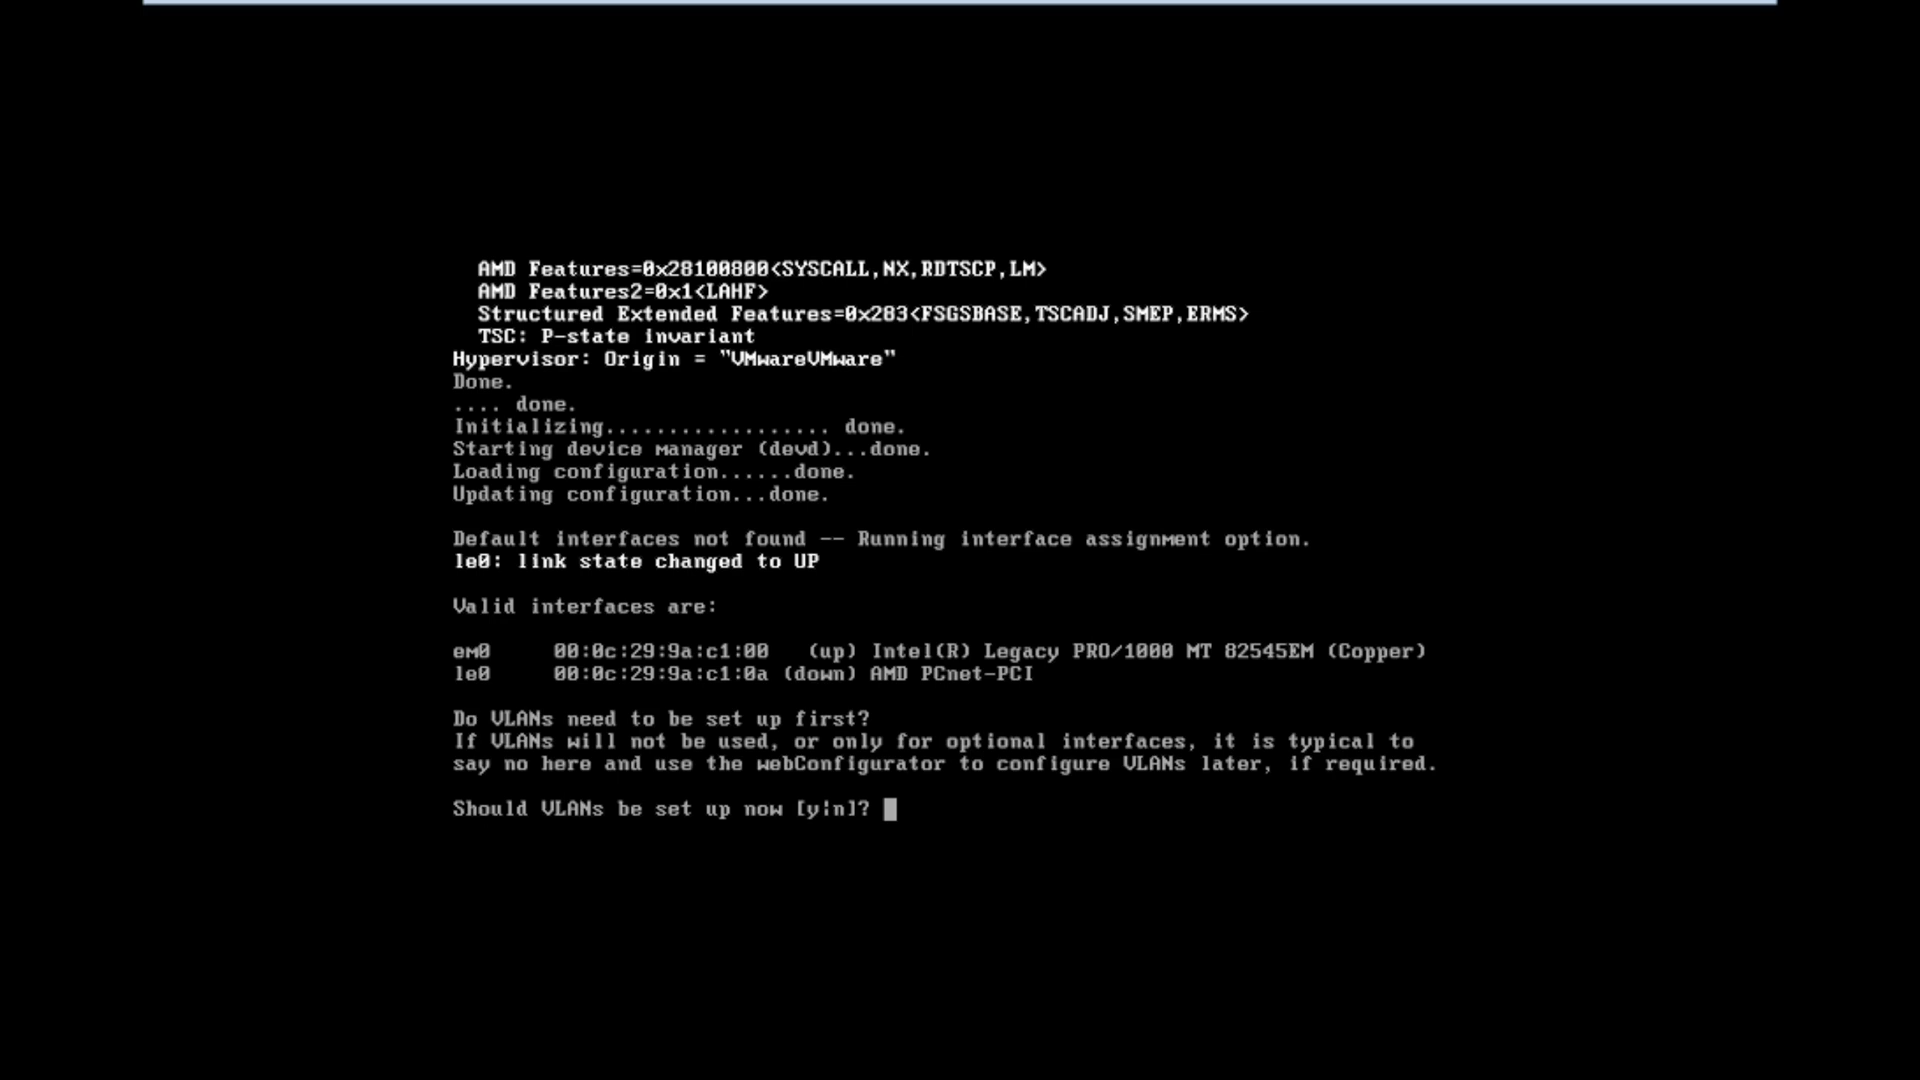 AMD Features=0x28100800<SYSCALL,NX,RDTSCP,LM>
AMD Features2=0x1<LAHF>
Structured Extended Features=0x283<FSGSBASE,TSCADJ,SMEP,ERMS>
TSC: P-state invariant
Hypervisor: Origin = "VMwareVMware"
Done.
.... done.
Initializing.................. done.
Starting device manager (devd)...done.
Loading configuration......done.
Updating configuration...done.
Default interfaces not found -- Running interface assignment option.
le0: link state changed to UP
Valid interfaces are:
em0     00:0c:29:9a:c1:00   (up) Intel(R) Legacy PRO/1000 MT 82545EM (Copper)
le0     00:0c:29:9a:c1:0a (down) AMD PCnet-PCI
Do VLANs need to be set up first?
If VLANs will not be used, or only for optional interfaces, it is typical to
say no here and use the webConfigurator to configure VLANs later, if required.
Should VLANs be set up now [y|n]?